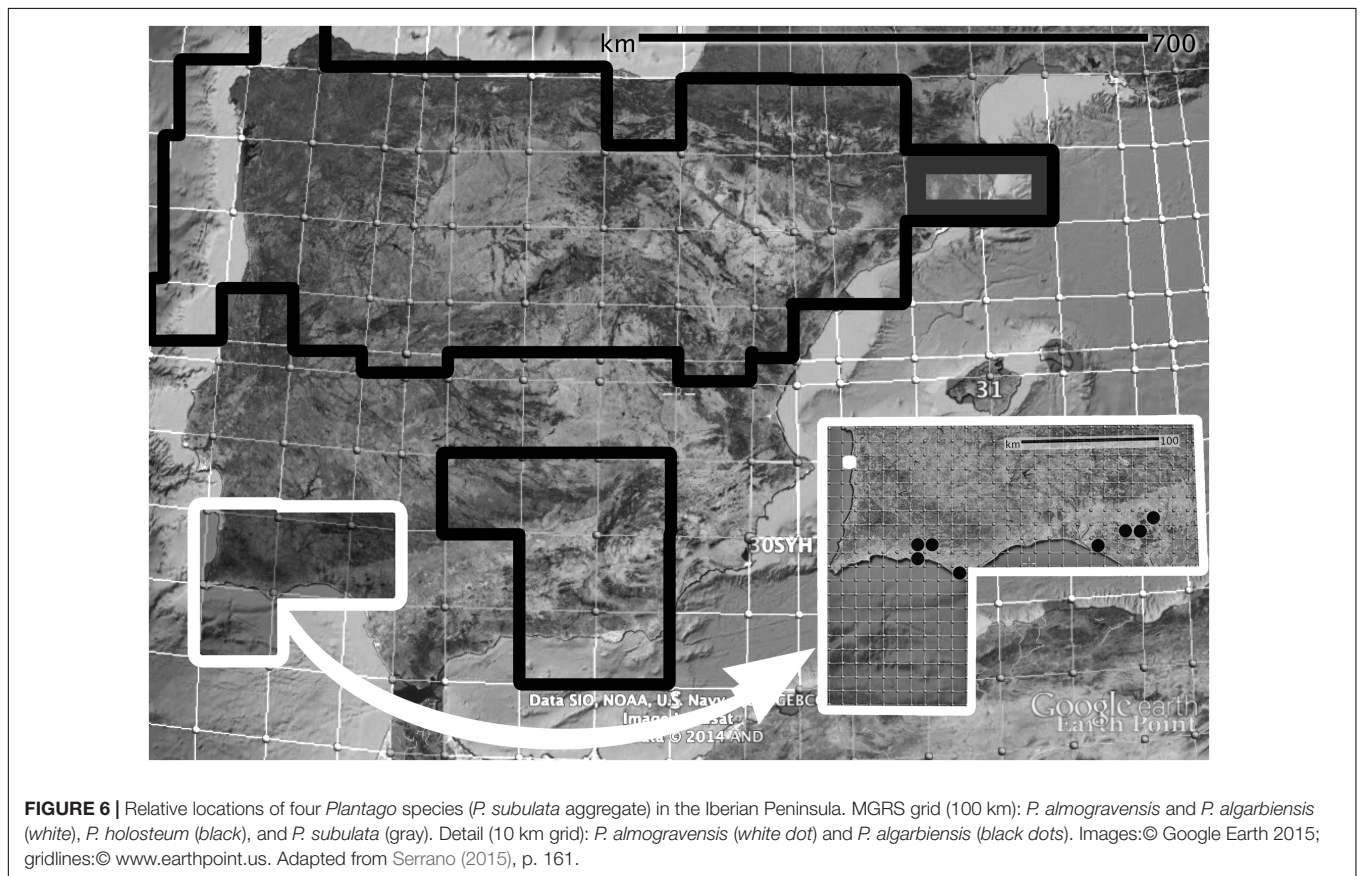 km 700
31
km 100
30SYH
Data SIO, NOAA, U.S. Navy
Google earth
Earth Point
© 2014 AND
FIGURE 6 | Relative locations of four Plantago species (P. subulata aggregate) in the Iberian Peninsula. MGRS grid (100 km): P. almogravensis and P. algarbiensis
(white), P. holosteum (black), and P. subulata (gray). Detail (10 km grid): P. almogravensis (white dot) and P. algarbiensis (black dots). Images:© Google Earth 2015;
gridlines:© www.earthpoint.us. Adapted from Serrano (2015), p. 161.